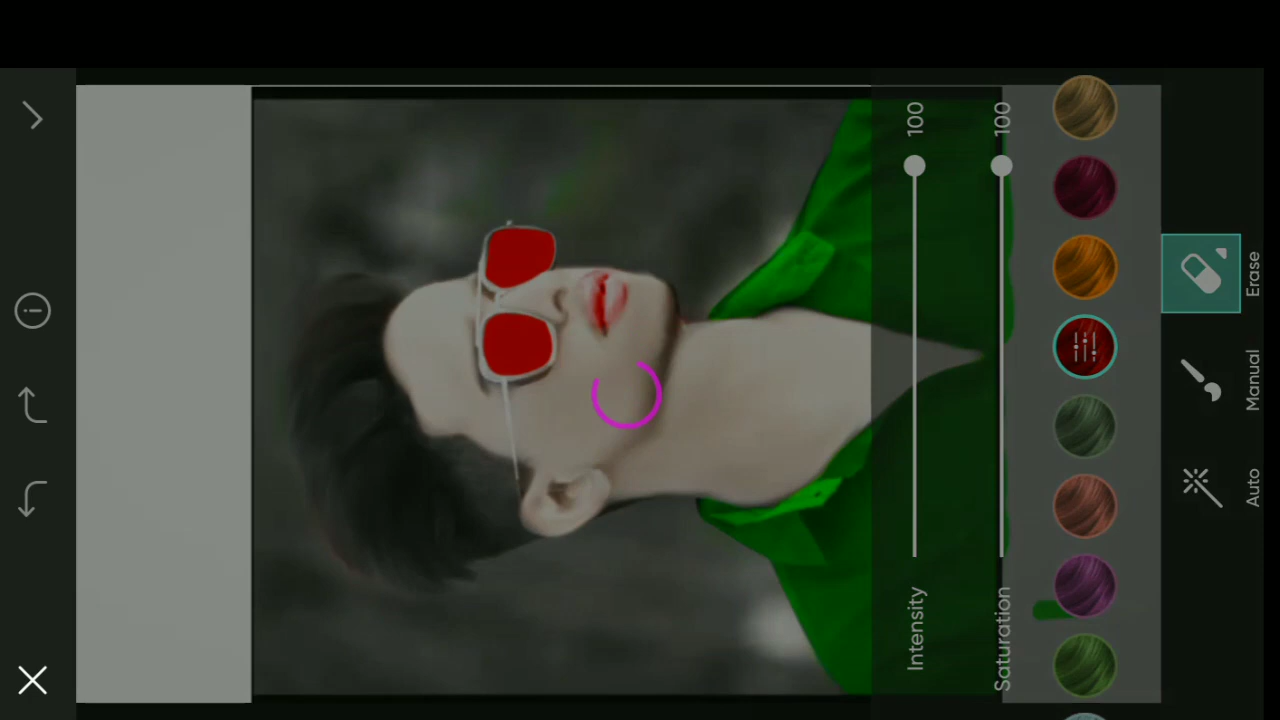 Intensity 100
Saturation 100
Auto
Manual
Erase